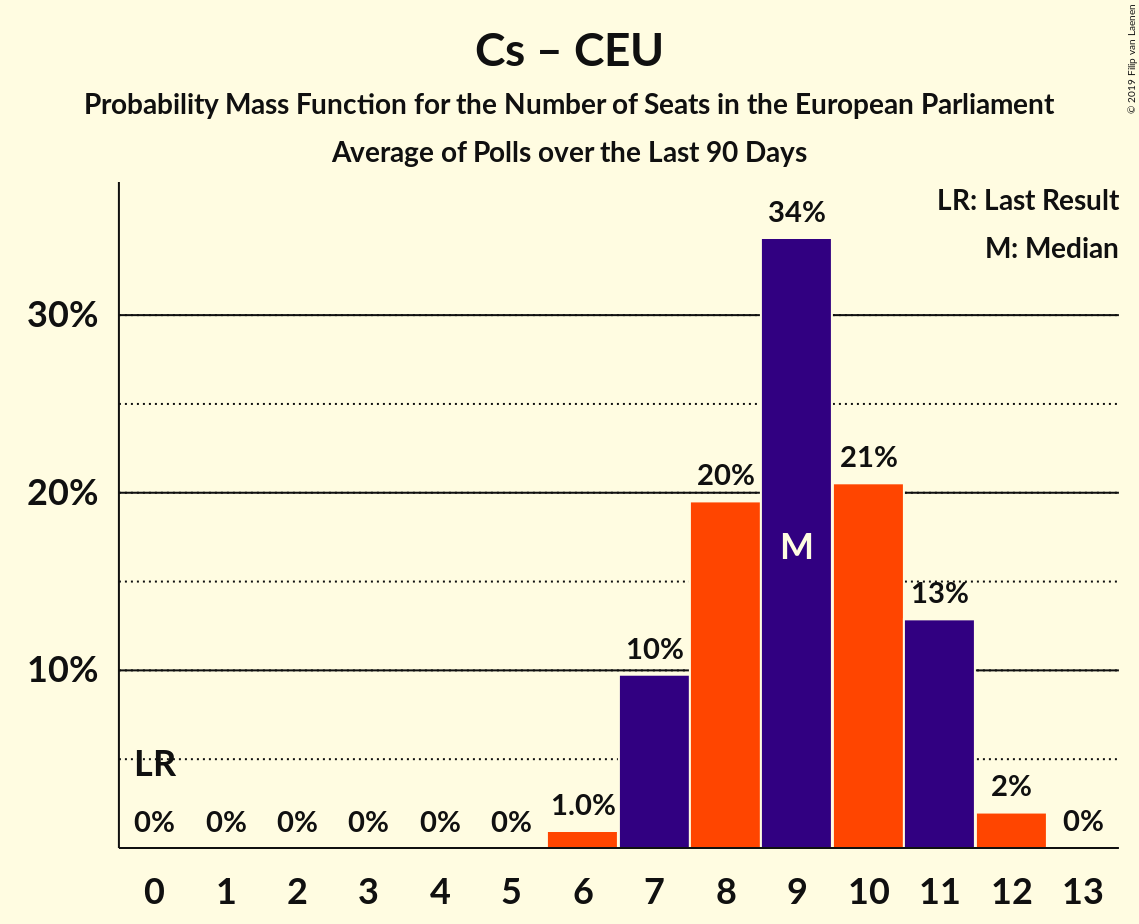 Cs – CEU
Probability Mass Function for the Number of Seats in the European Parliament
Average of Polls over the Last 90 Days
© 2019 Filip van Laenen
LR: Last Result
M: Median
34%
30%
21%
20%
20%
M
13%
10%
10%
LR
2%
1.0%
0% 0% 0% 0% 0% 0% 0%
0 1 2 3 4 5 6 7 8 9 10 11 12 13